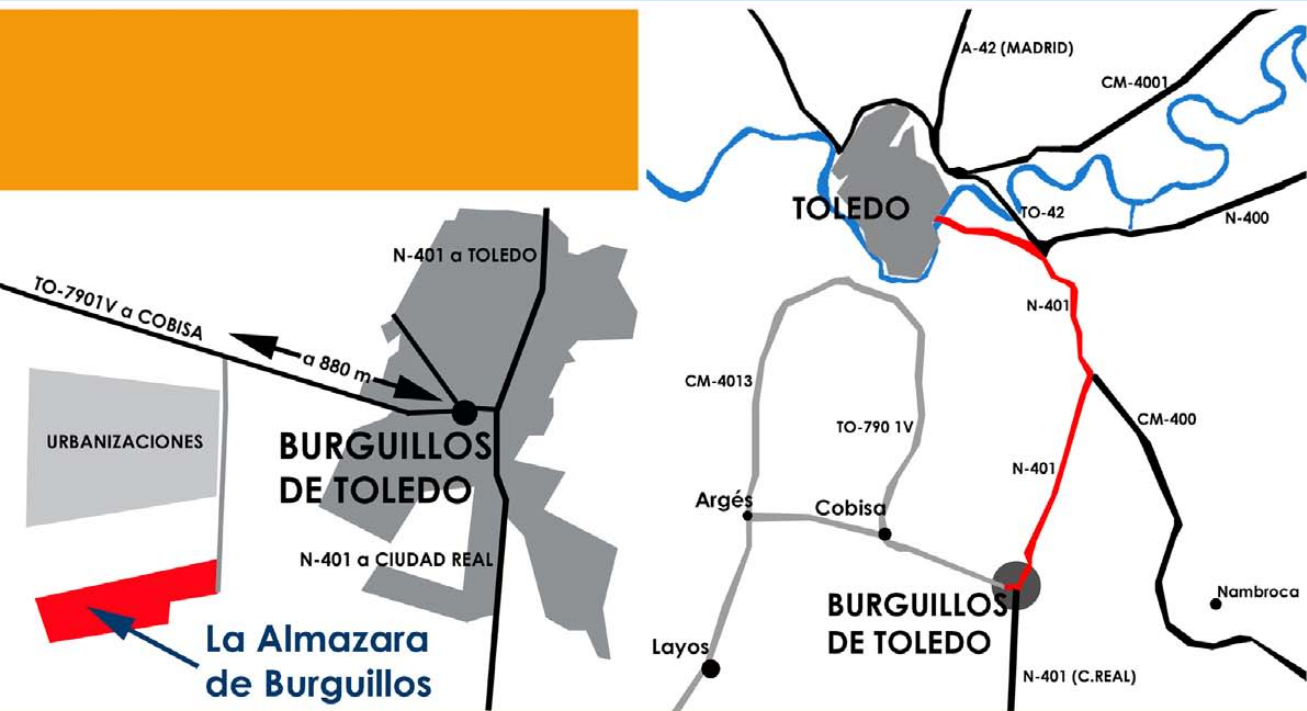 N-401 a TOLEDO
TO-7901V a COBISA
a 880 m
URBANIZACIONES
BURGUILLOS
DE TOLEDO
N-401 a CIUDAD REAL
La Almazara
de Burguillos
A-42 (MADRID)
CM-4001
TOLEDO
TO-42
N-400
N-401
CM-4013
TO-790 1V
CM-400
N-401
Argés
Cobisa
BURGUILLOS
DE TOLEDO
Nambroca
Layos
N-401 (C.REAL)